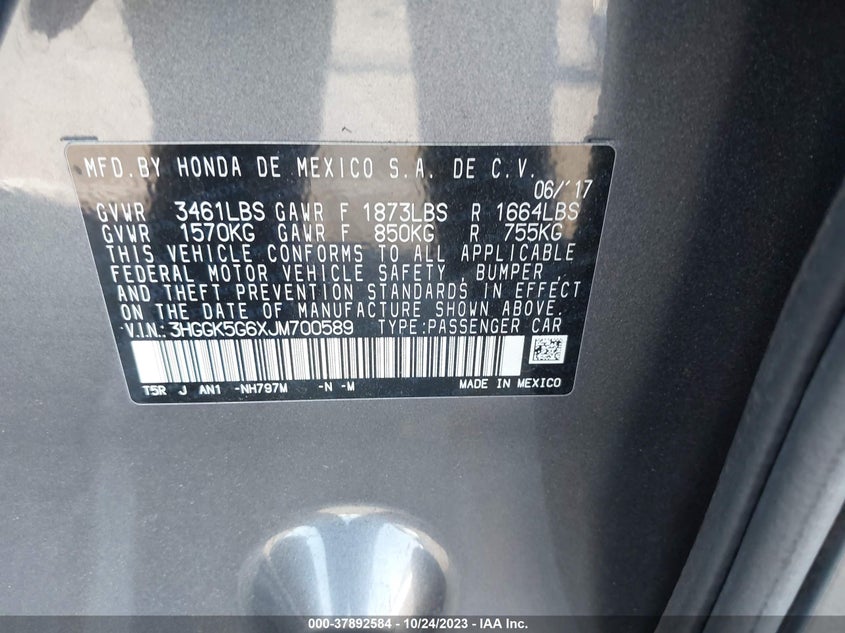 MFD.BY HONDA DE MEXICO S.A. DE C.V.
06/'17
GVWR 3461LBS GAWR F 1873LBS R 1664LBS
GVWR 1570KG GAWR F 850KG R 755KG
THIS VEHICLE CONFORMS TO ALL APPLICABLE
FEDERAL MOTOR VEHICLE SAFETY, BUMPER,
AND THEFT PREVENTION STANDARDS IN EFFECT
ON THE DATE OF MANUFACTURE SHOWN ABOVE.
V.I.N.: 3HGGK5G6XJM700589 TYPE:PASSENGER CAR
T5R J AN1 -NH797M -N -M MADE IN MEXICO
000-37892584 - 10/24/2023 - IAA Inc.